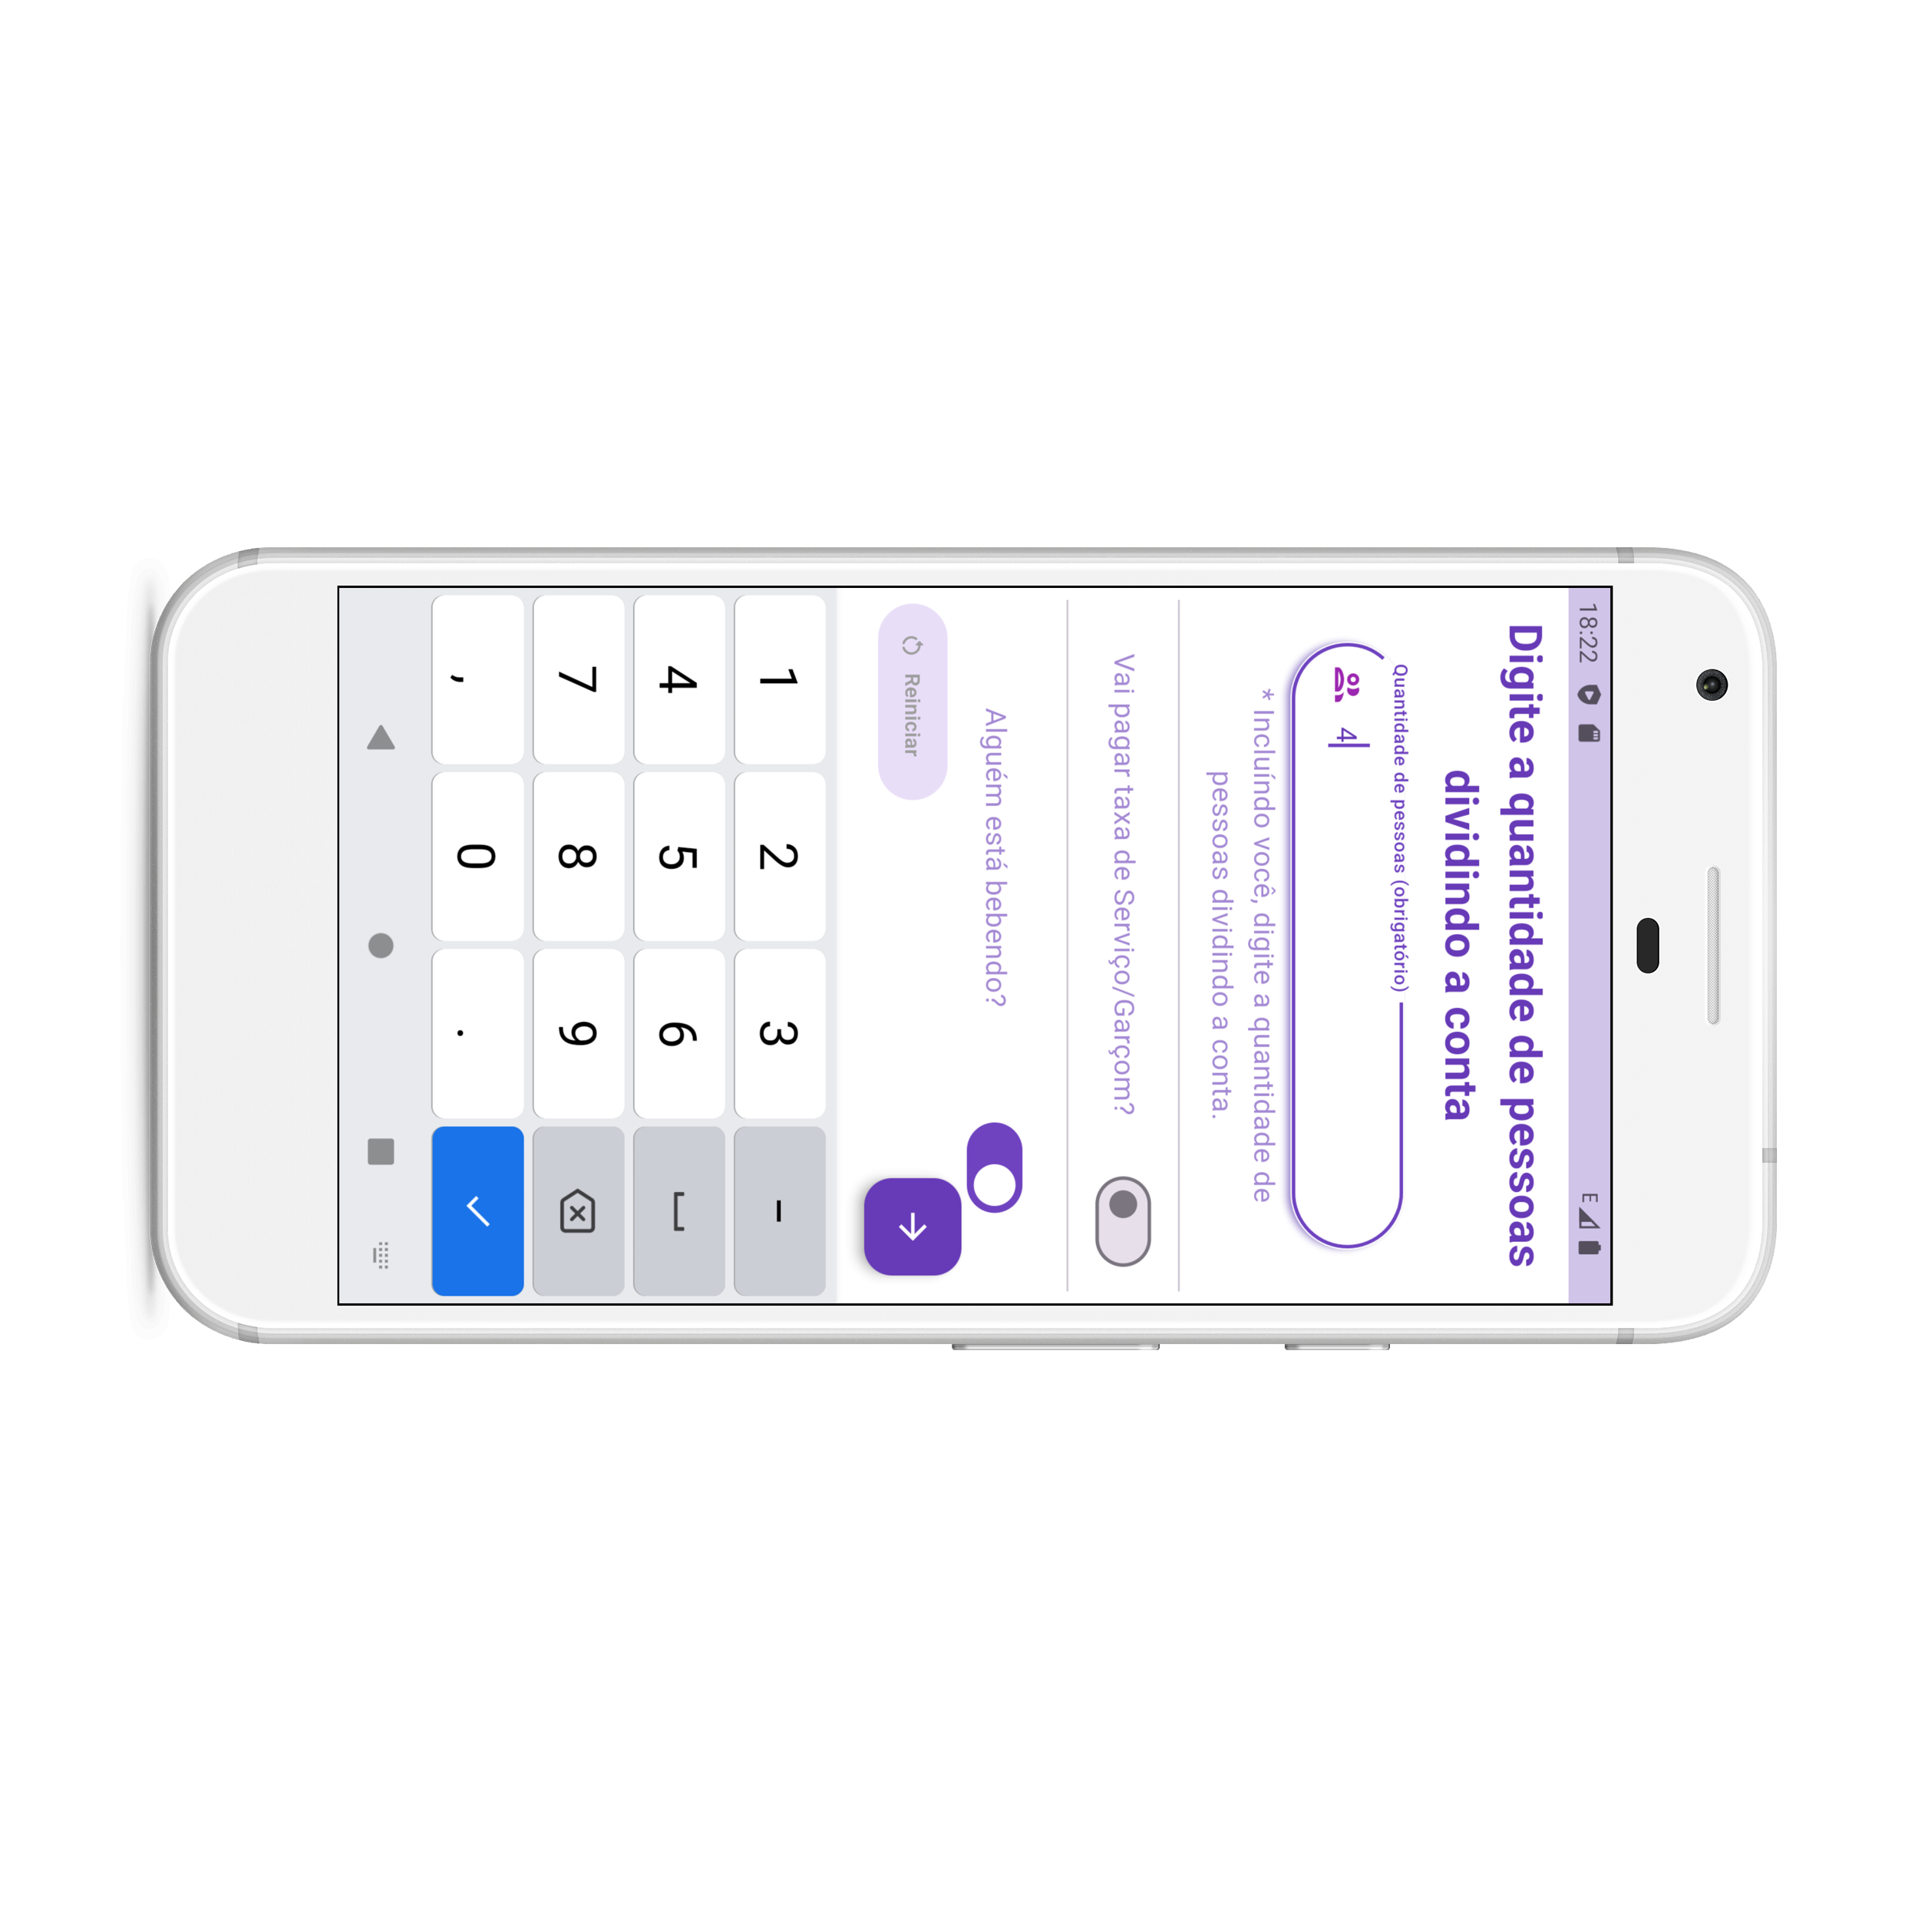 18:22 E
Digite a quantidade de pessoas
dividindo a conta
Quantidade de pessoas (obrigatório)
4
* Incluíndo você, digite a quantidade de
pessoas dividindo a conta.
Vai pagar taxa de Serviço/Garçom?
Alguém está bebendo?
Reiniciar
1 2 3 –
4 5 6
7 8 9
, 0 .